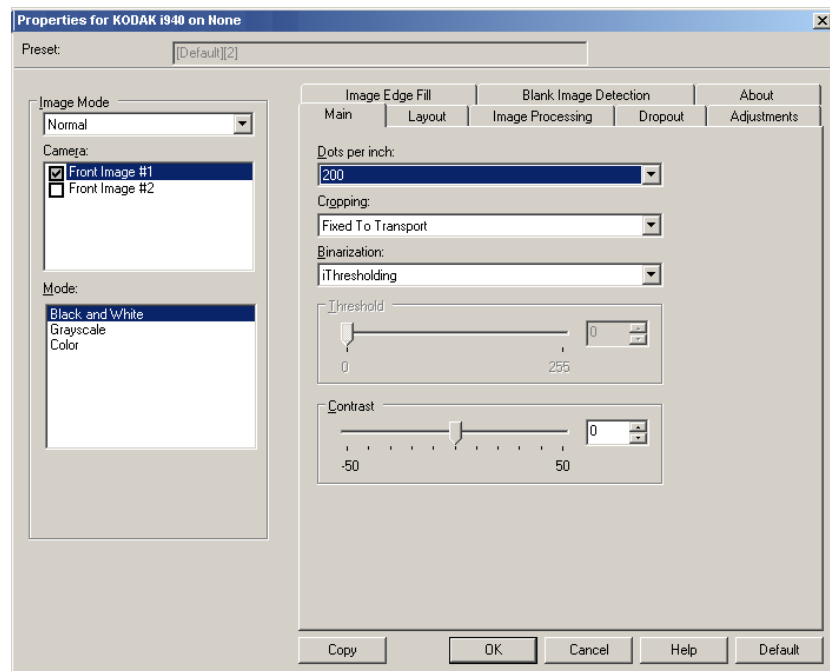 Properties for KODAK i940 on None
Preset:
[Default][2]
Image Mode
Normal
Camera:
Front Image #1
Front Image #2
Mode:
Black and White
Grayscale
Color
Image Edge Fill
Blank Image Detection
About
Main
Layout
Image Processing
Dropout
Adjustments
Dots per inch:
200
Cropping:
Fixed To Transport
Binarization:
iThresholding
Threshold
0
0
255
Contrast
0
-50
50
Copy
OK
Cancel
Help
Default